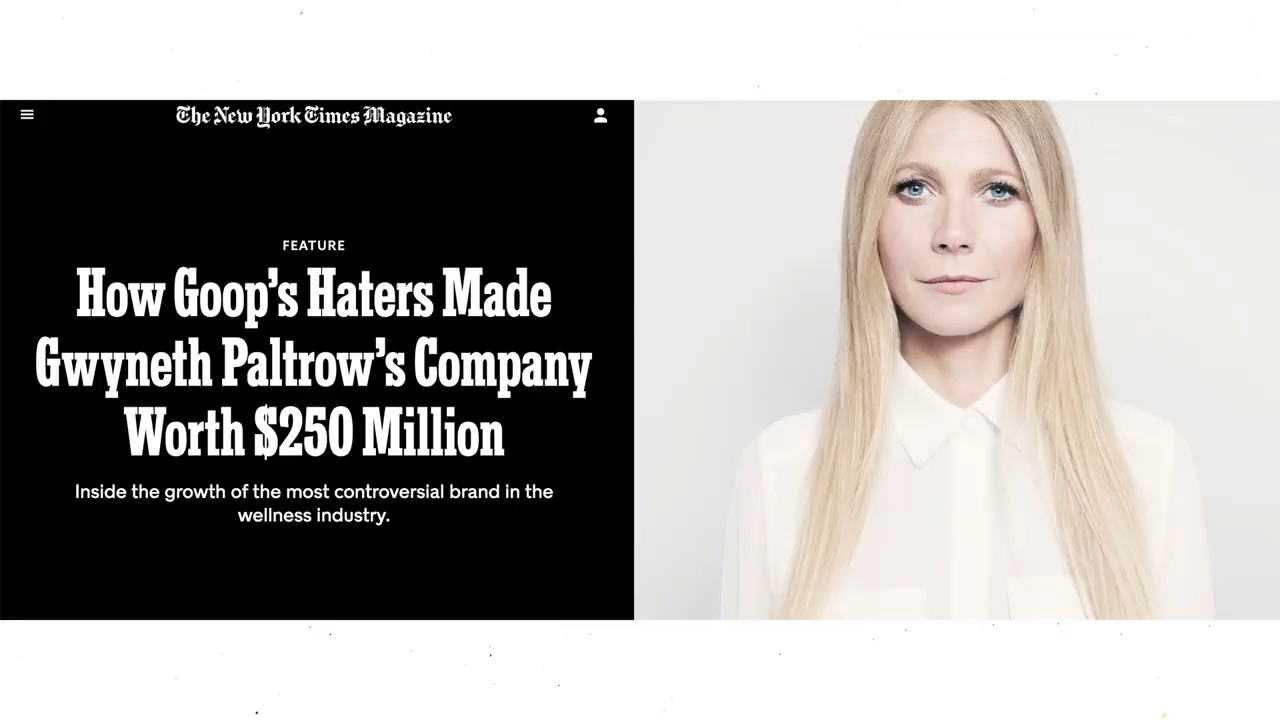 The New York Times Magazine
FEATURE
How Goop's Haters Made
Gwyneth Paltrow's Company
Worth $250 Million
Inside the growth of the most controversial brand in the
wellness industry.